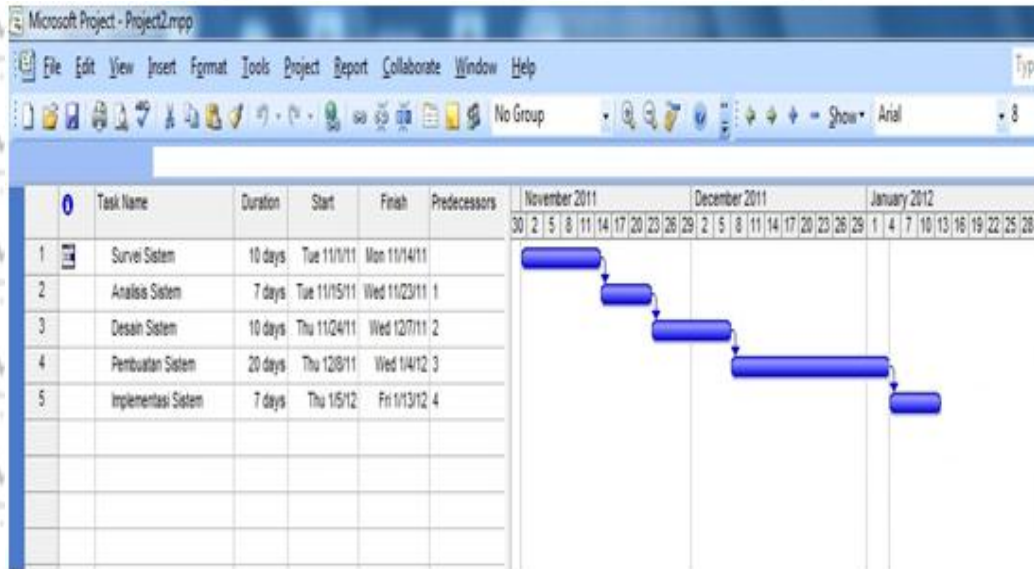 Microsoft Project - Project2.mpp
File Edit View Insert Format Tools Project Report Collaborate Window Help Typ
No Group Show Arial 8
Task Name Duration Start Finish Predecessors November 2011 December 2011 January 2012
30 2 5 8 11 14 17 20 23 26 29 2 5 8 11 14 17 20 23 26 29 1 4 7 10 13 16 19 22 25 28
1 Survei Sistem 10 days Tue 11/1/11 Mon 11/14/11
2 Analisis Sistem 7 days Tue 11/15/11 Wed 11/23/11 1
3 Desain Sistem 10 days Thu 11/24/11 Wed 12/7/11 2
4 Pembuatan Sistem 20 days Thu 12/8/11 Wed 1/4/12 3
5 Implementasi Sistem 7 days Thu 1/5/12 Fri 1/13/12 4